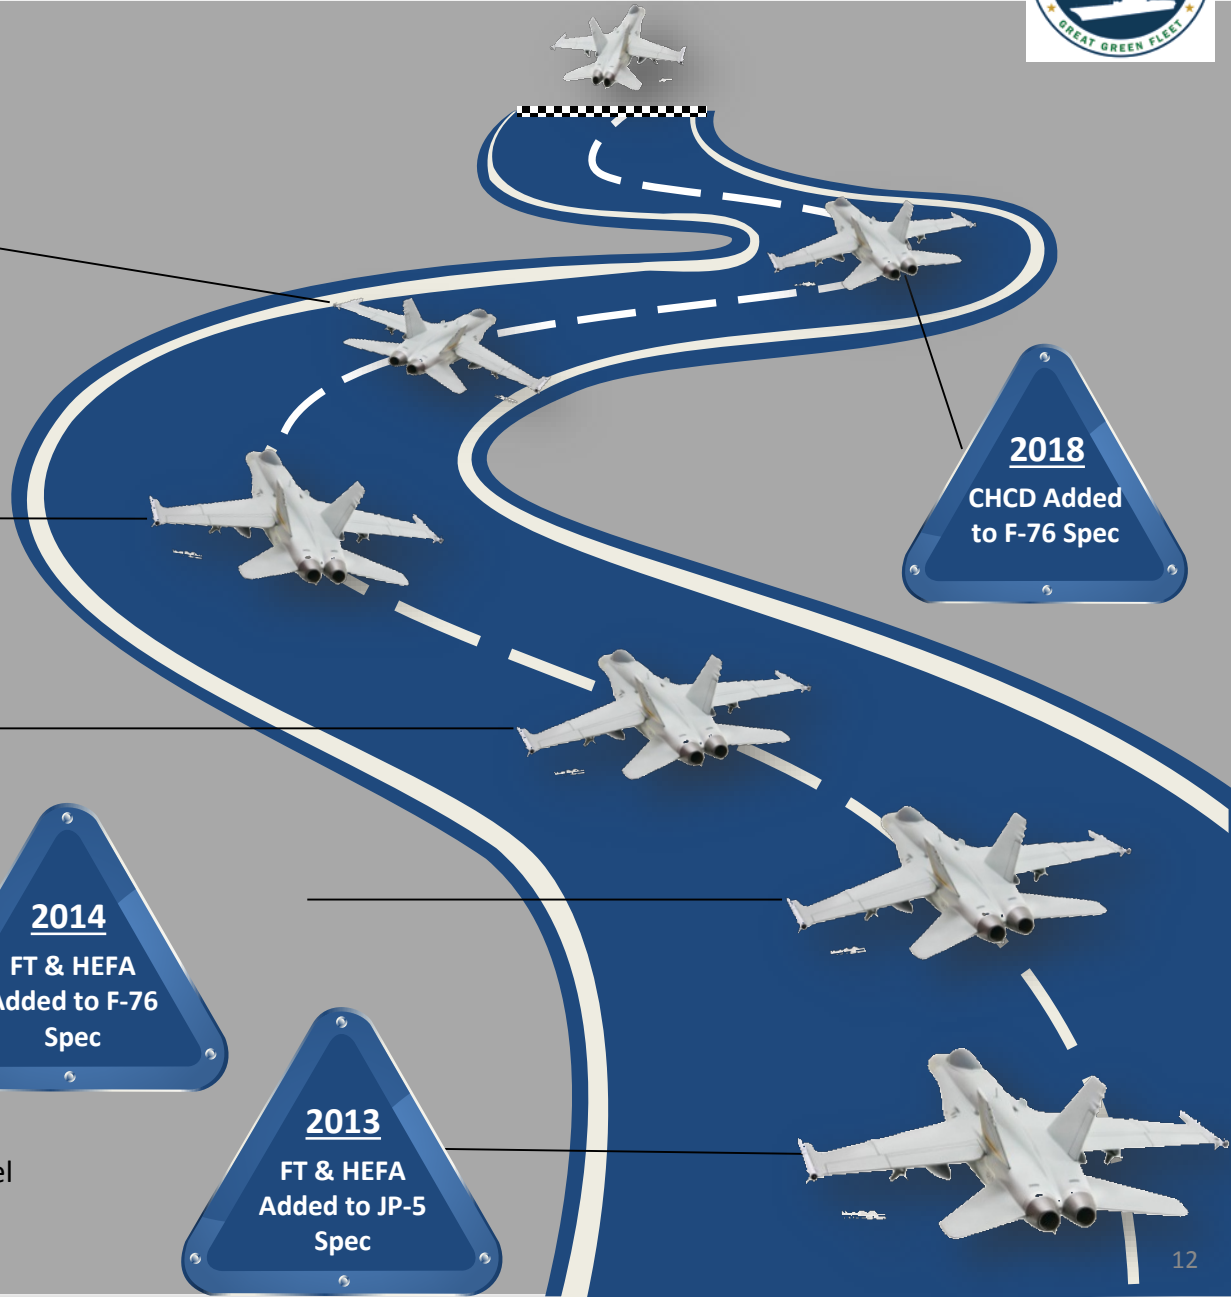 GREAT GREEN FLEET
2018
CHCD Added
to F-76 Spec
2014
FT & HEFA
Added to F-76
Spec
2013
FT & HEFA
Added to JP-5
Spec
el
12